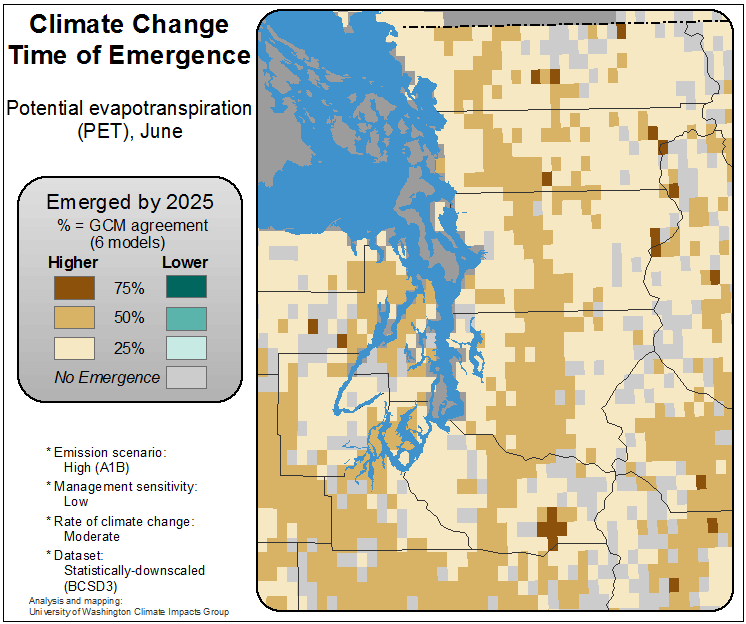 Climate Change
Time of Emergence
Potential evapotranspiration
(PET), June
Emerged by 2025
% = GCM agreement
(6 models)
Higher Lower
75%
50%
25%
No Emergence
* Emission scenario:
High (A1B)
* Management sensitivity:
Low
* Rate of climate change:
Moderate
* Dataset:
Statistically-downscaled
(BCSD3)
Analysis and mapping:
University of Washington Climate Impacts Group